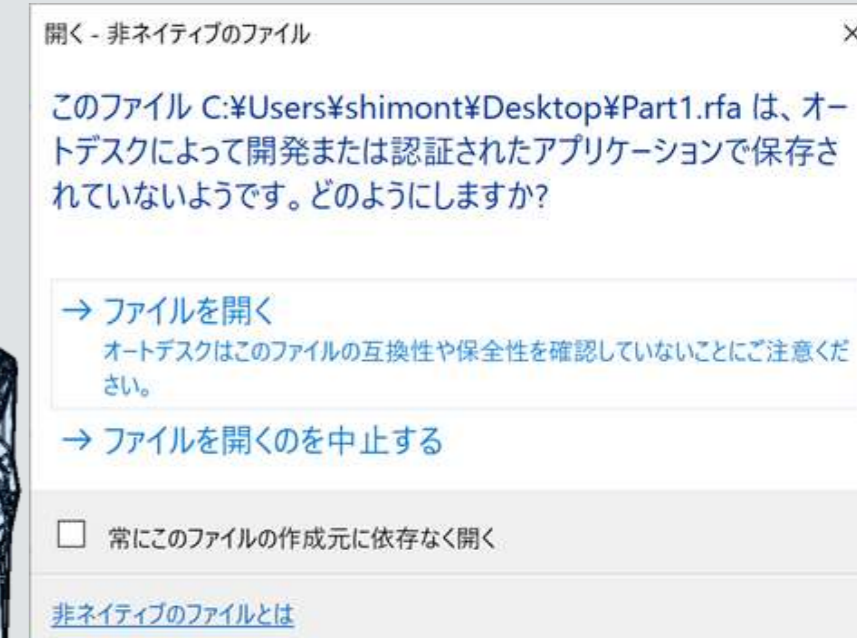 開く - 非ネイティブのファイル
このファイル C:¥Users¥shimont¥Desktop¥Part1.rfa は、オー
トデスクによって開発または認証されたアプリケーションで保存さ
れていないようです。どのようにしますか?
→ ファイルを開く
オートデスクはこのファイルの互換性や保全性を確認していないことにご注意くだ
さい。
→ ファイルを開くのを中止する
常にこのファイルの作成元に依存なく開く
非ネイティブのファイルとは